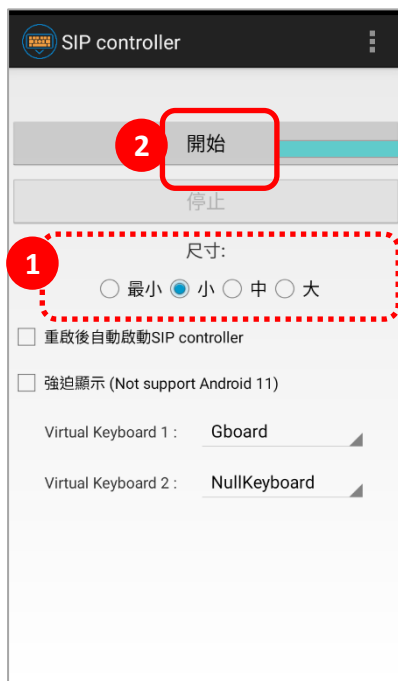 SIP controller
2 開始
停止
1
尺寸:
最小 小 中 大
重啟後自動啟動SIP controller
強迫顯示 (Not support Android 11)
Virtual Keyboard 1 : Gboard
Virtual Keyboard 2 : NullKeyboard